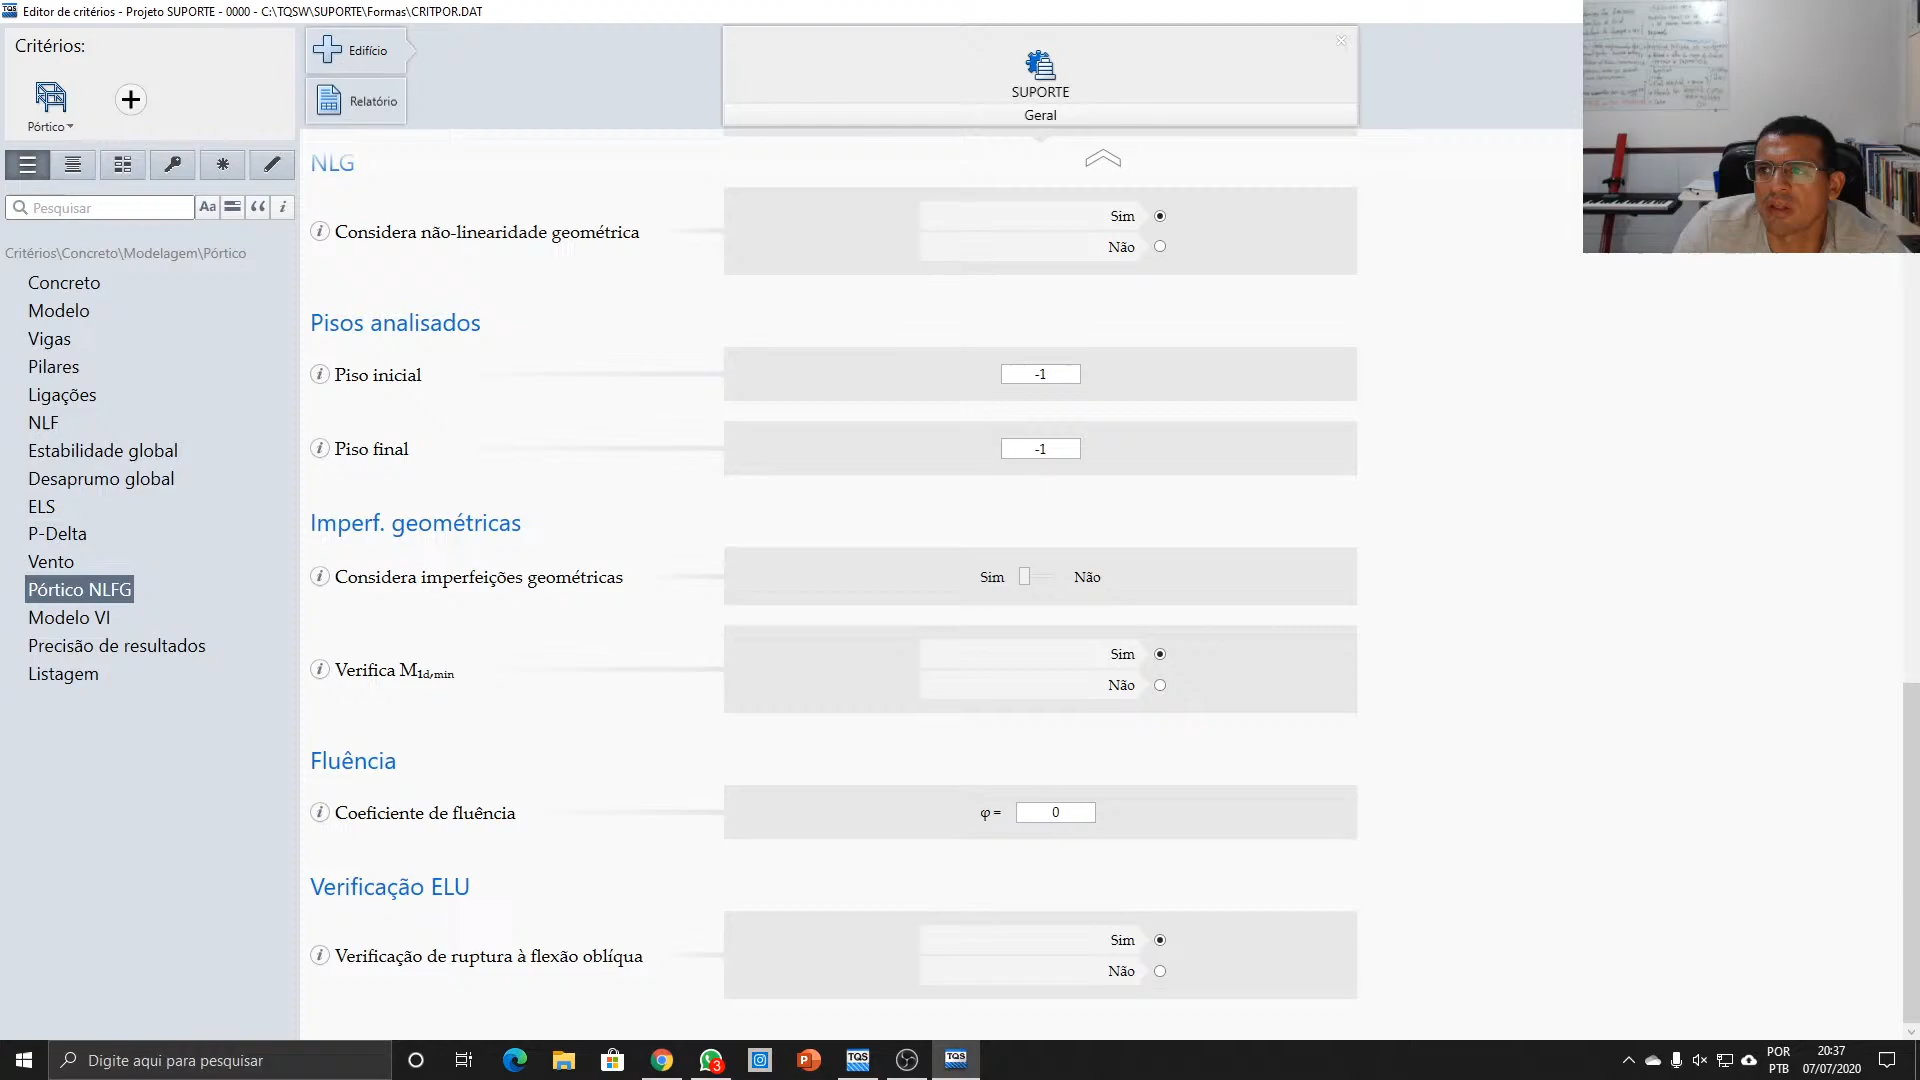 Editor de critérios - Projeto SUPORTE - 0000 - C:\TQSW\SUPORTE\Formas\CRITPOR.DAT
Critérios:
Pórtico
Edifício
Relatório
SUPORTE
Geral
Pesquisar
Aa
Critérios\Concreto\Modelagem\Pórtico
Concreto
Modelo
Vigas
Pilares
Ligações
NLF
Estabilidade global
Desaprumo global
ELS
P-Delta
Vento
Pórtico NLFG
Modelo VI
Precisão de resultados
Listagem
NLG
Considera não-linearidade geométrica
Sim
Não
Pisos analisados
Piso inicial
-1
Piso final
-1
Imperf. geométricas
Considera imperfeições geométricas
Sim Não
Verifica M1d,min
Sim
Não
Fluência
Coeficiente de fluência
φ = 0
Verificação ELU
Verificação de ruptura à flexão oblíqua
Sim
Não
Digite aqui para pesquisar
3
TQS
TQS
POR
PTB
20:37
07/07/2020